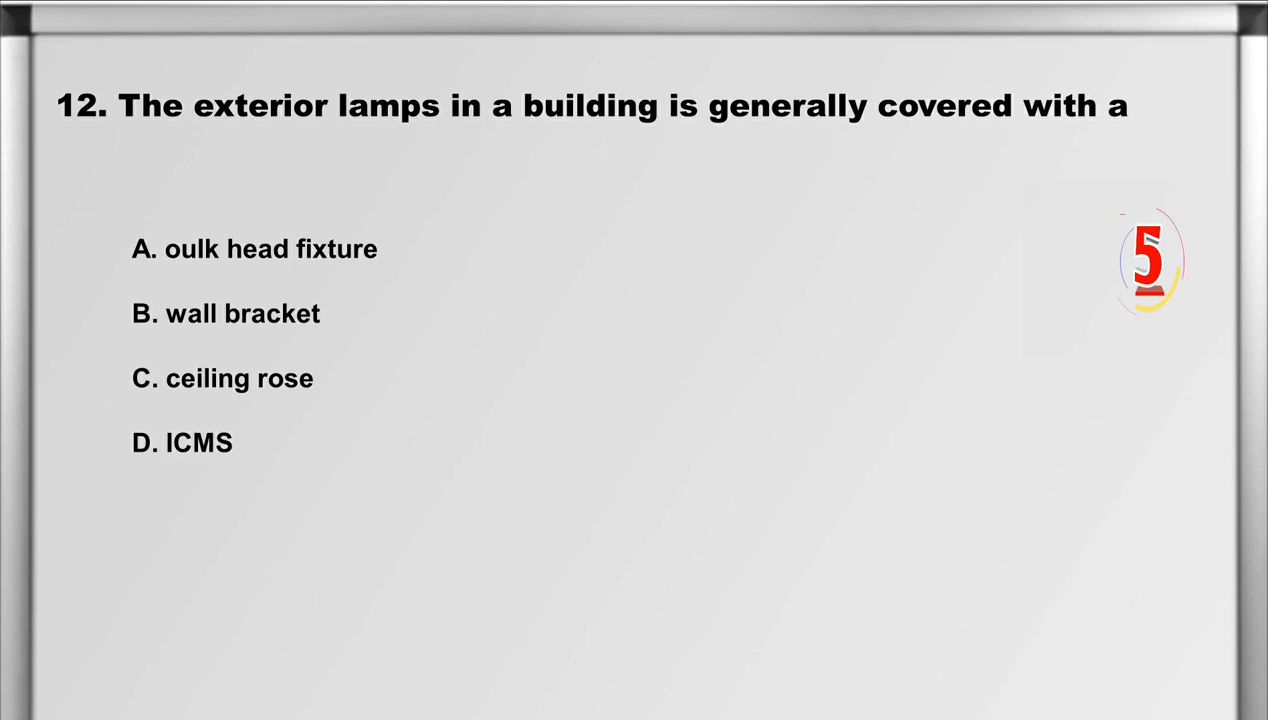 12. The exterior lamps in a building is generally covered with a
5
A. oulk head fixture
B. wall bracket
C. ceiling rose
D. ICMS